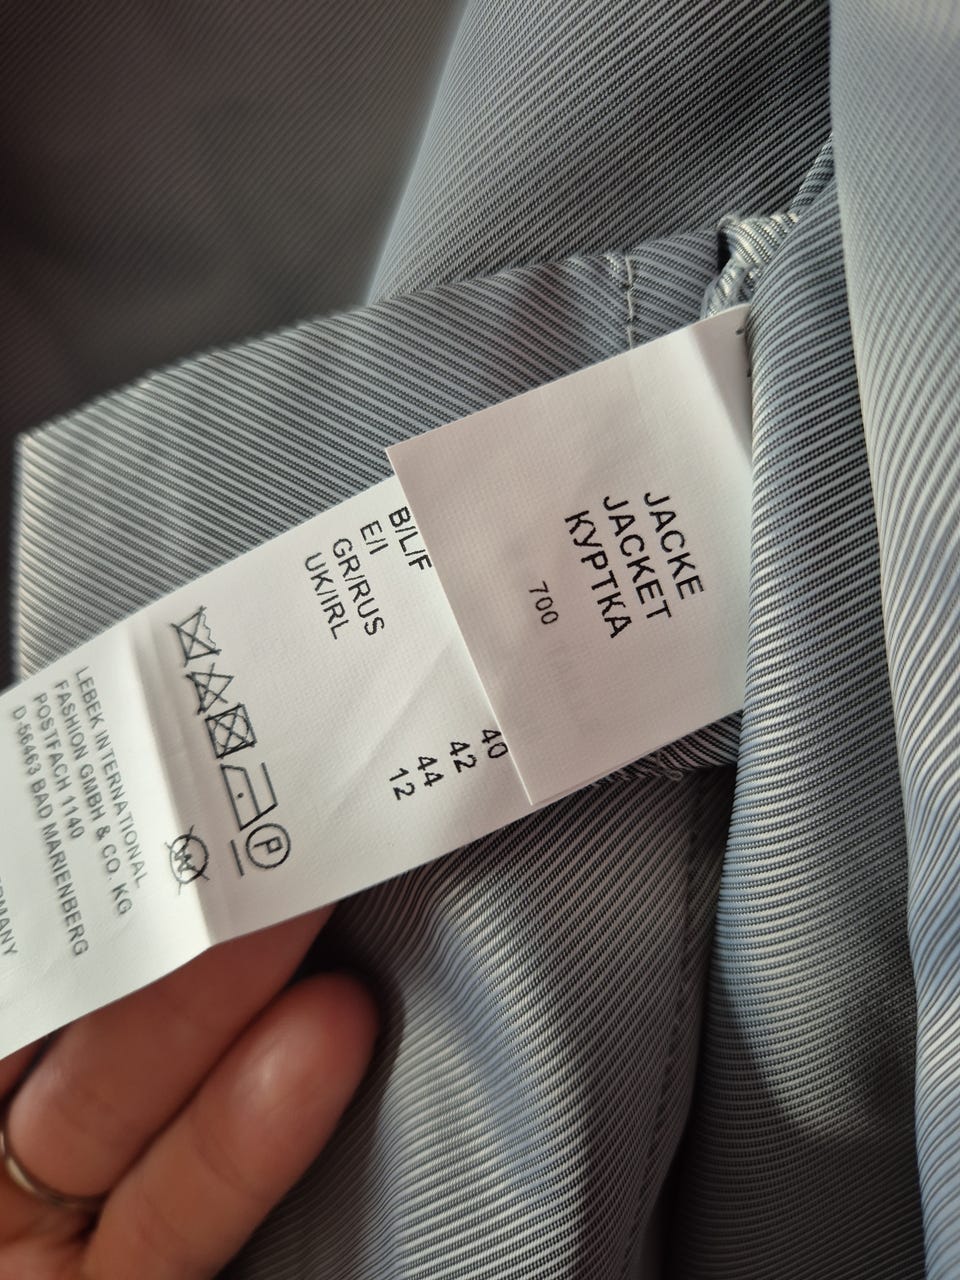 JACKE
JACKET
КУРТКА
700
B/L/F 40
E/I 42
GR/RUS 44
UK/IRL 12
P
W
LEBEK INTERNATIONAL
FASHION GMBH & CO. KG
POSTFACH 1140
D-56463 BAD MARIENBERG